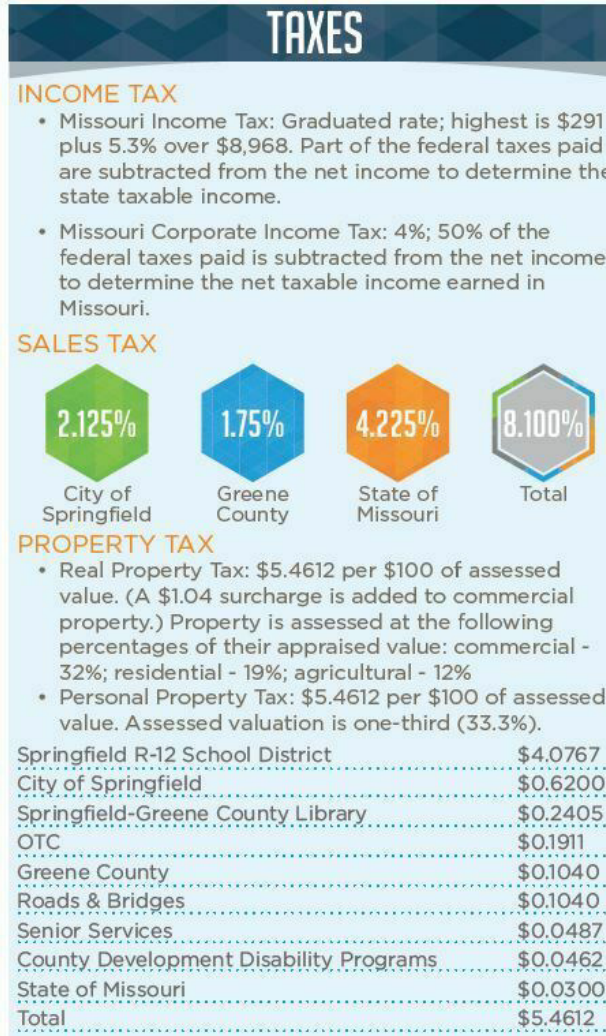 TAXES
INCOME TAX
• Missouri Income Tax: Graduated rate; highest is $291
plus 5.3% over $8,968. Part of the federal taxes paid
are subtracted from the net income to determine the
state taxable income.
• Missouri Corporate Income Tax: 4%; 50% of the
federal taxes paid is subtracted from the net income
to determine the net taxable income earned in
Missouri.
SALES TAX
2.125% 1.75% 4.225% 8.100%
City of Springfield Greene County State of Missouri Total
PROPERTY TAX
• Real Property Tax: $5.4612 per $100 of assessed
value. (A $1.04 surcharge is added to commercial
property.) Property is assessed at the following
percentages of their appraised value: commercial -
32%; residential - 19%; agricultural - 12%
• Personal Property Tax: $5.4612 per $100 of assessed
value. Assessed valuation is one-third (33.3%).
Springfield R-12 School District $4.0767
City of Springfield $0.6200
Springfield-Greene County Library $0.2405
OTC $0.1911
Greene County $0.1040
Roads & Bridges $0.1040
Senior Services $0.0487
County Development Disability Programs $0.0462
State of Missouri $0.0300
Total $5.4612